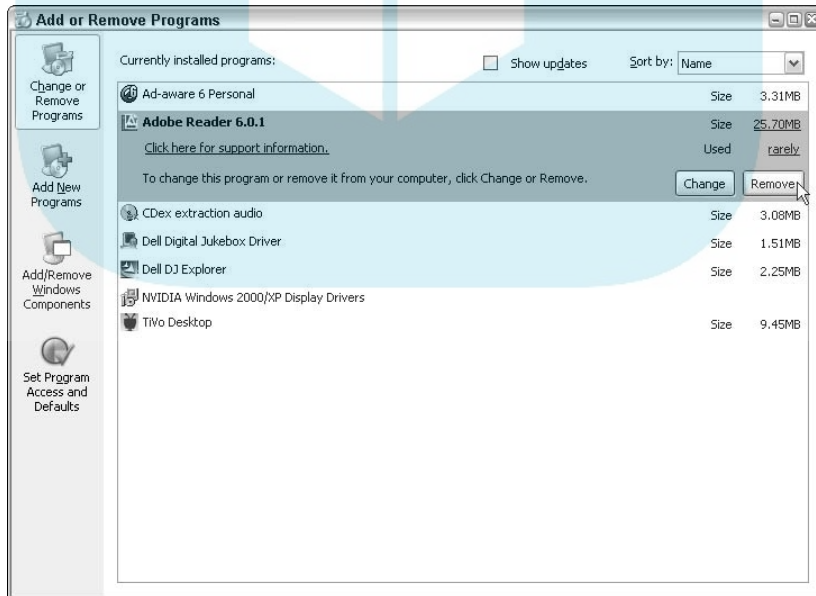 Add or Remove Programs
Change or
Remove
Programs
Add New
Programs
Add/Remove
Windows
Components
Set Program
Access and
Defaults
Currently installed programs:
Show updates
Sort by: Name
Ad-aware 6 Personal Size 3.31MB
Adobe Reader 6.0.1 Size 25.70MB
Click here for support information. Used rarely
To change this program or remove it from your computer, click Change or Remove. Change Remove
CDex extraction audio Size 3.08MB
Dell Digital Jukebox Driver Size 1.51MB
Dell DJ Explorer Size 2.25MB
NVIDIA Windows 2000/XP Display Drivers
TiVo Desktop Size 9.45MB